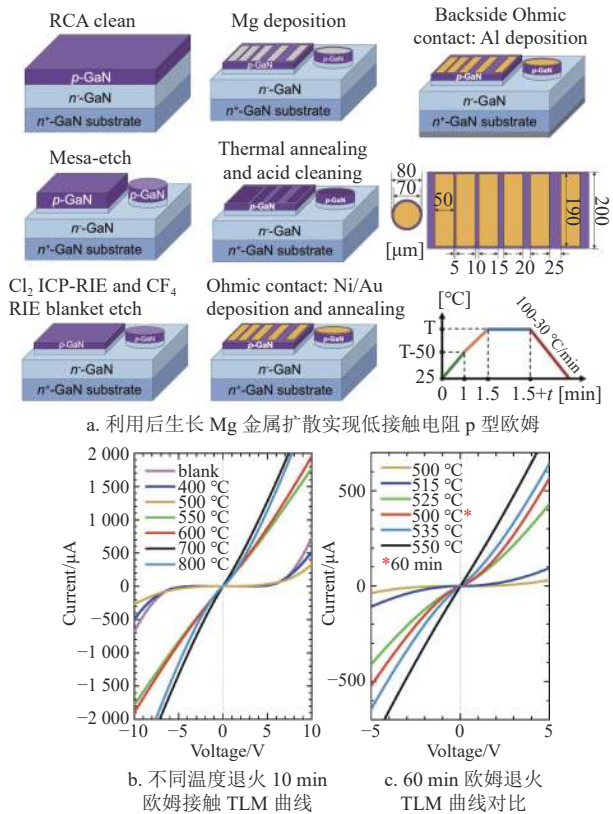 RCA clean
p-GaN
n⁻-GaN
n⁺-GaN substrate
Mg deposition
p-GaN
p-GaN
n⁻-GaN
n⁺-GaN substrate
Backside Ohmic
contact: Al deposition
p-GaN
p-GaN
n⁻-GaN
n⁺-GaN substrate
Mesa-etch
p-GaN
p-GaN
n⁻-GaN
n⁺-GaN substrate
Thermal annealing
and acid cleaning
p-GaN
p-GaN
n⁻-GaN
n⁺-GaN substrate
80
70
50
[μm]
190
200
5 10 15 20 25
Cl₂ ICP-RIE and CF₄
RIE blanket etch
p-GaN
p-GaN
n⁻-GaN
n⁺-GaN substrate
Ohmic contact: Ni/Au
deposition and annealing
p-GaN
p-GaN
n⁻-GaN
n⁺-GaN substrate
[℃]
T
T-50
25
100-30 ℃/min
0 1 1.5 1.5+t [min]
a. 利用后生长 Mg 金属扩散实现低接触电阻 p 型欧姆
2 000
1 500
1 000
500
0
−500
−1 000
−1 500
−2 000
Current/μA
blank
400 ℃
500 ℃
550 ℃
600 ℃
700 ℃
800 ℃
−10 −5 0 5 10
Voltage/V
b. 不同温度退火 10 min
欧姆接触 TLM 曲线
500
0
−500
Current/μA
500 ℃
515 ℃
525 ℃
500 ℃*
535 ℃
550 ℃
*60 min
−5 0 5
Voltage/V
c. 60 min 欧姆退火
TLM 曲线对比